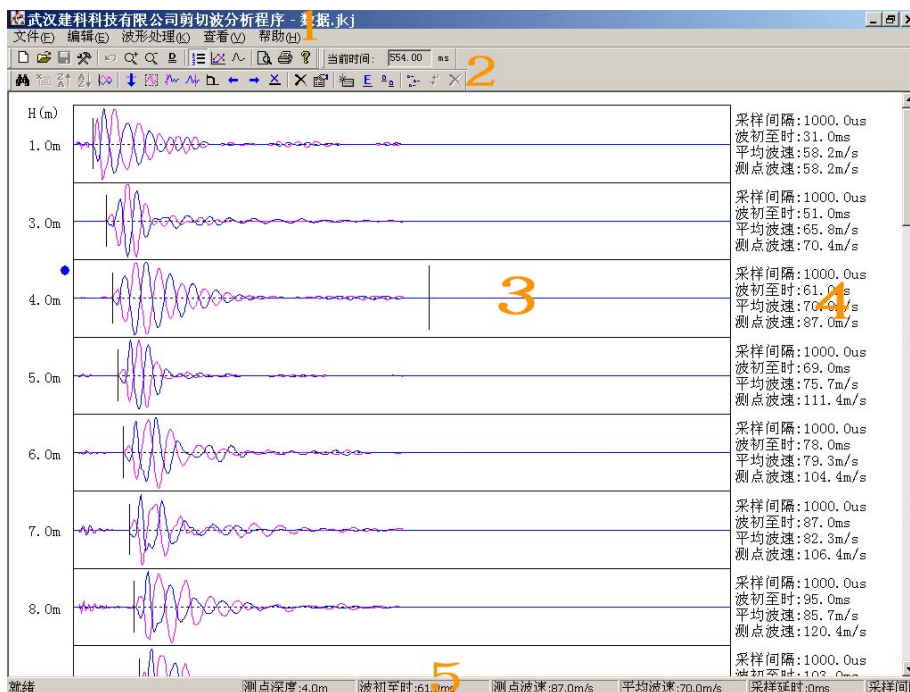 武汉建科科技有限公司剪切波分析程序 - 数据.jkj
文件(F) 编辑(E) 波形处理(K) 查看(V) 帮助(H)
1
当前时间: 554.00 ms
2
H(m)
1.0m
采样间隔:1000.0us
波初至时:31.0ms
平均波速:58.2m/s
测点波速:58.2m/s
3.0m
采样间隔:1000.0us
波初至时:51.0ms
平均波速:65.8m/s
测点波速:70.4m/s
4.0m
3
采样间隔:1000.0us
波初至时:61.0ms
平均波速:70.0m/s
测点波速:87.0m/s
4
5.0m
采样间隔:1000.0us
波初至时:69.0ms
平均波速:75.7m/s
测点波速:111.4m/s
6.0m
采样间隔:1000.0us
波初至时:78.0ms
平均波速:79.3m/s
测点波速:104.4m/s
7.0m
采样间隔:1000.0us
波初至时:87.0ms
平均波速:82.3m/s
测点波速:106.4m/s
8.0m
采样间隔:1000.0us
波初至时:95.0ms
平均波速:85.7m/s
测点波速:120.4m/s
采样间隔:1000.0us
波初至时:103.0ms
5
就绪 测点深度:4.0m 波初至时:61.0ms 测点波速:87.0m/s 平均波速:70.0m/s 采样延时:0ms 采样间